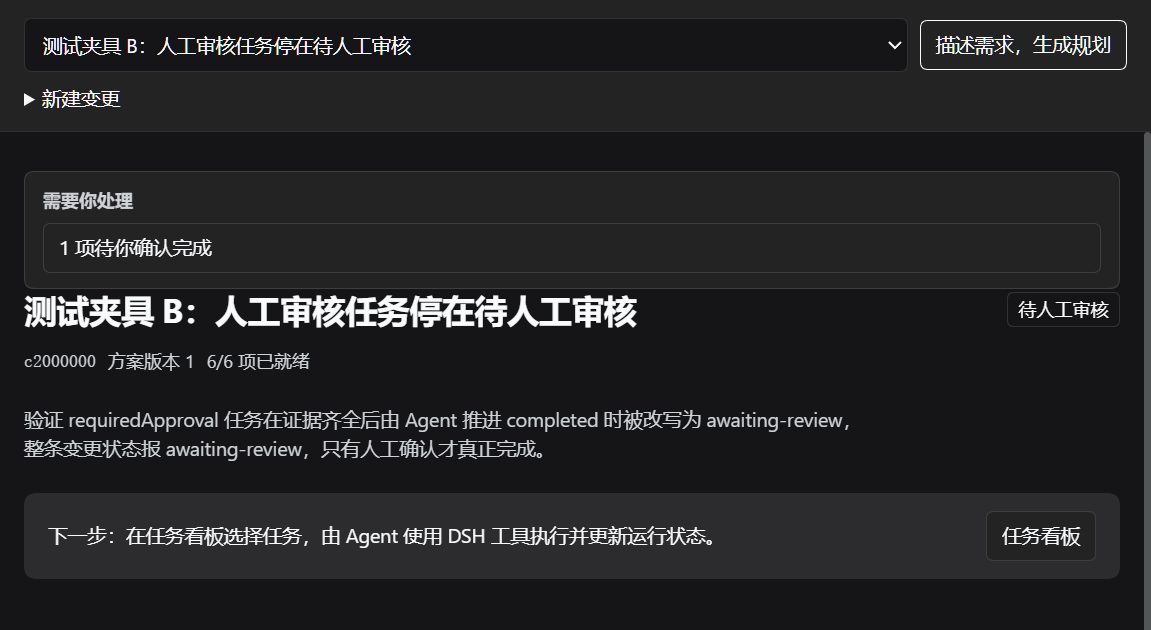 测试夹具 B：人工审核任务停在待人工审核
描述需求，生成规划
新建变更
需要你处理
1 项待你确认完成
测试夹具 B：人工审核任务停在待人工审核
待人工审核
c2000000 方案版本 1 6/6 项已就绪
验证 requiredApproval 任务在证据齐全后由 Agent 推进 completed 时被改写为 awaiting-review，
整条变更状态报 awaiting-review，只有人工确认才真正完成。
下一步：在任务看板选择任务，由 Agent 使用 DSH 工具执行并更新运行状态。
任务看板